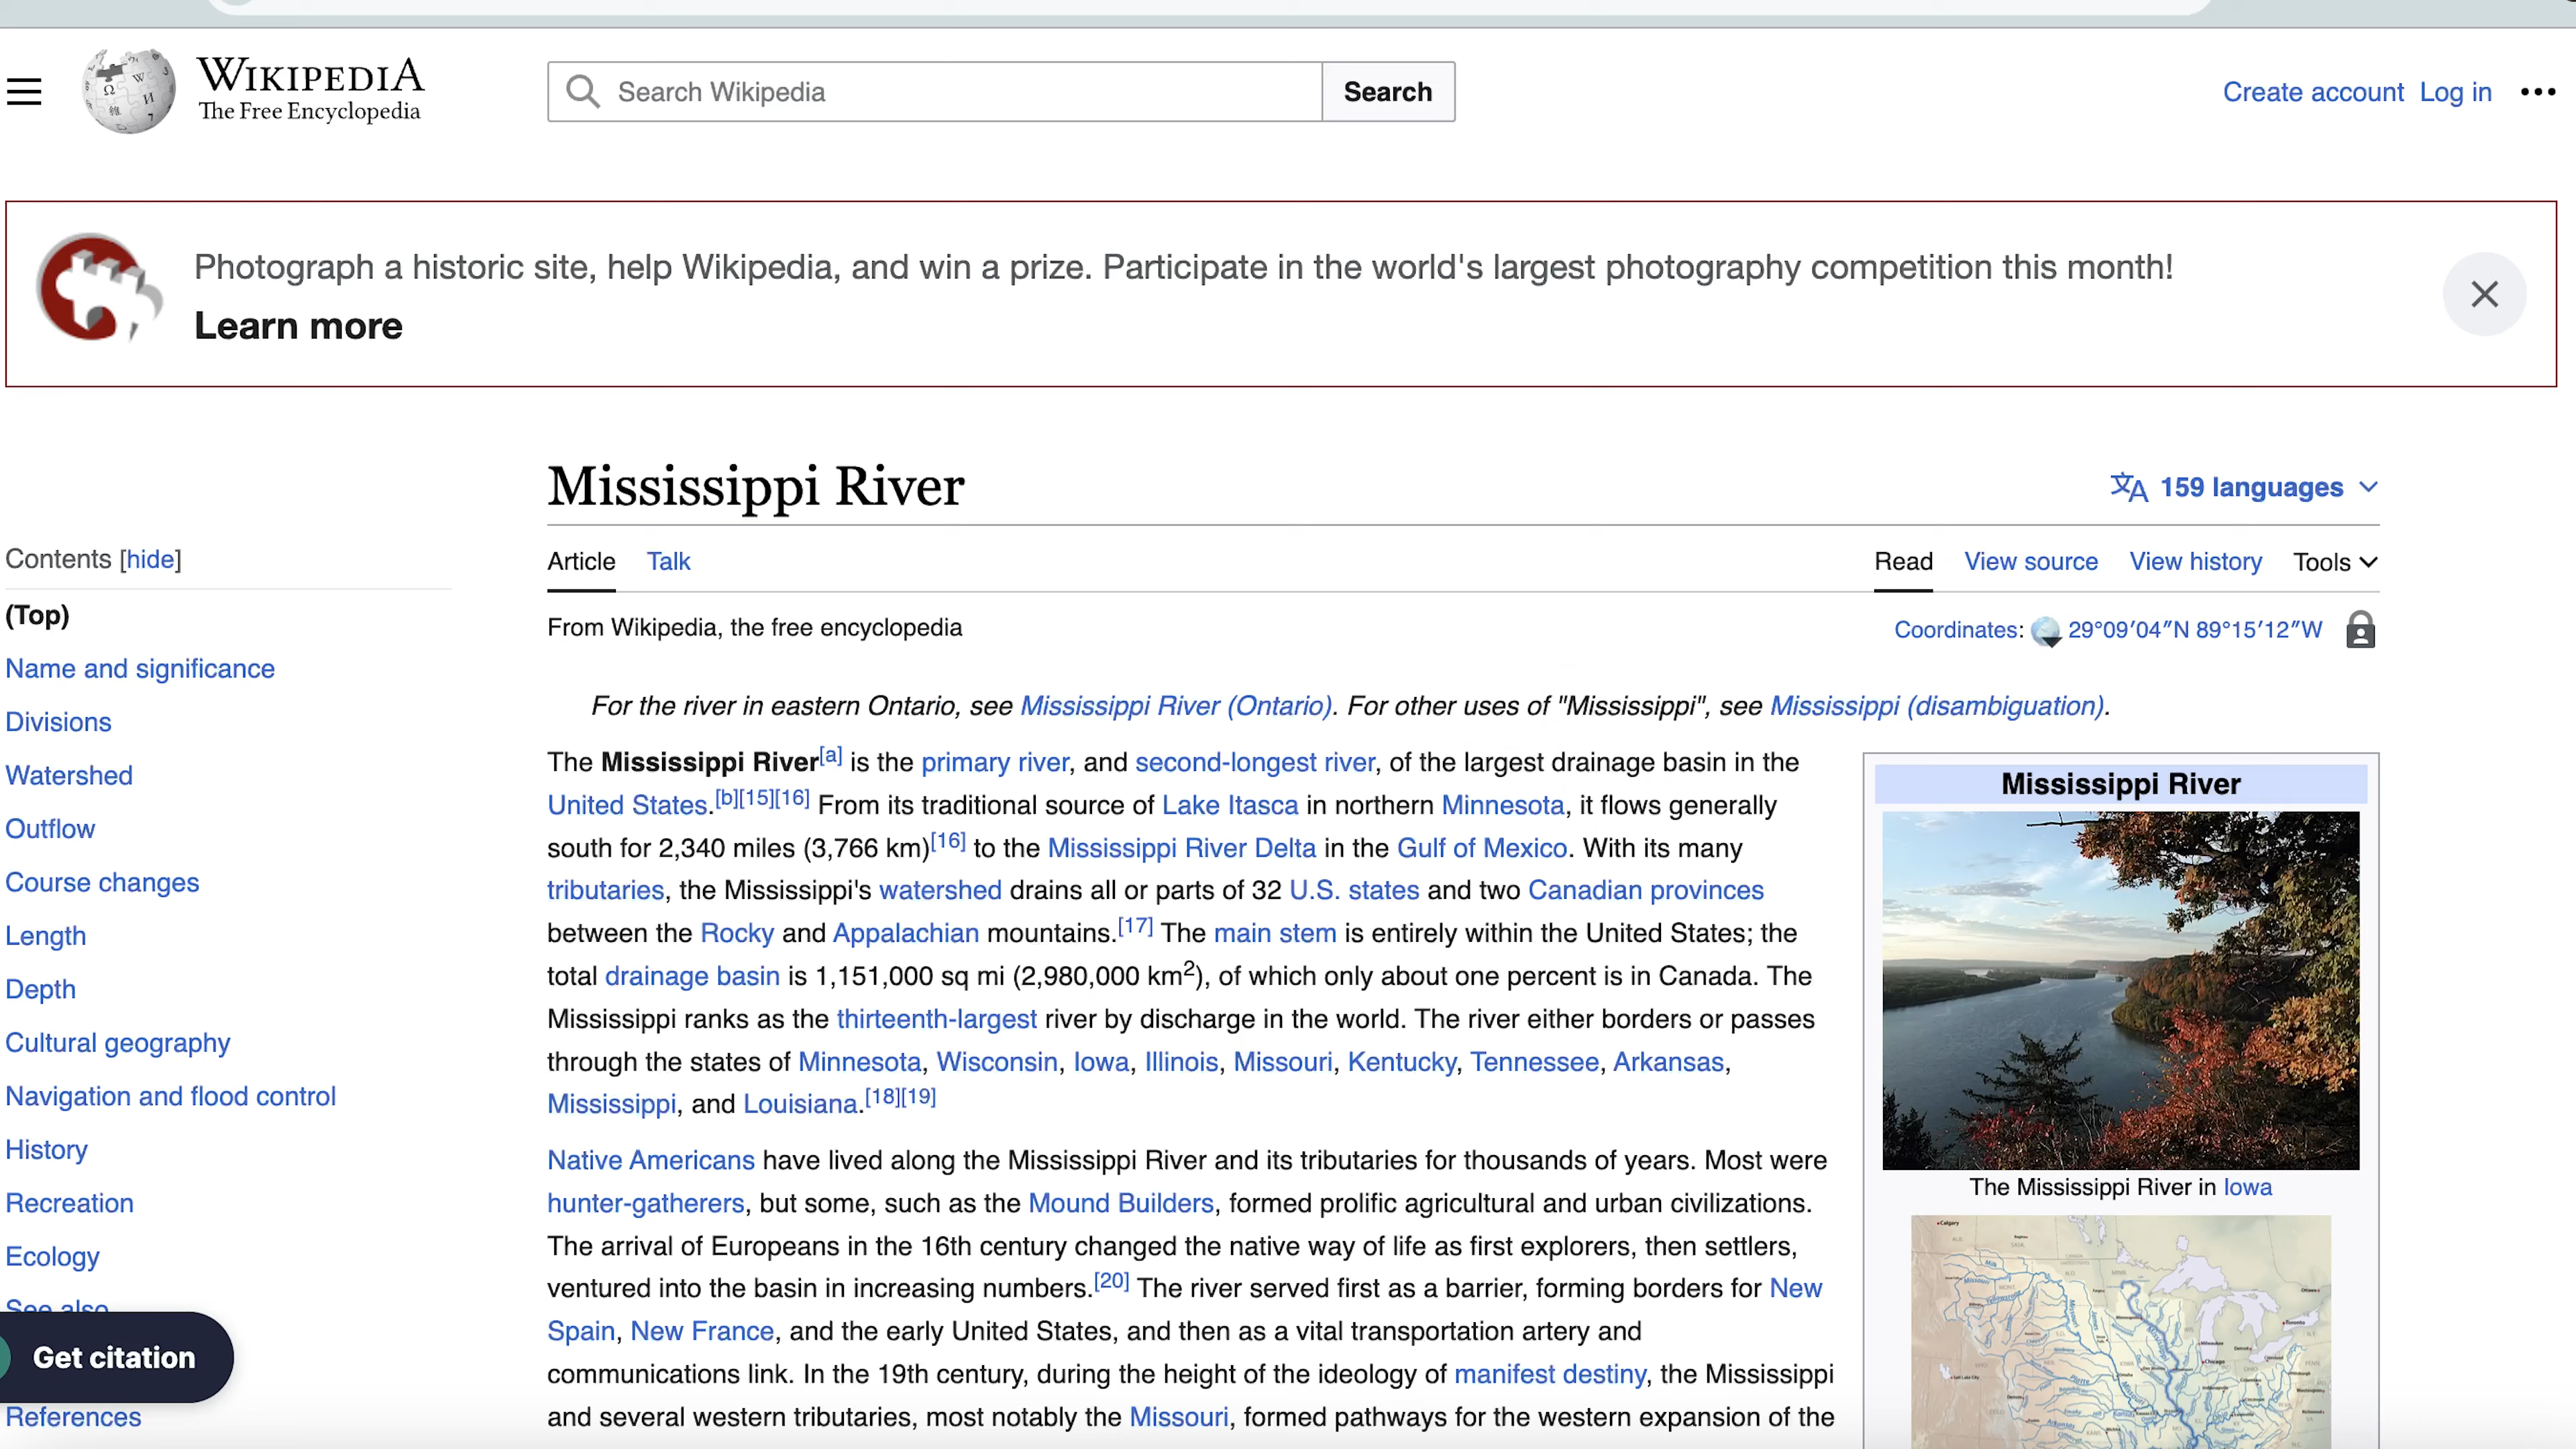 WIKIPEDIA
The Free Encyclopedia
Search Wikipedia
Search
Create account Log in
Photograph a historic site, help Wikipedia, and win a prize. Participate in the world's largest photography competition this month!
Learn more
Mississippi River
159 languages
Contents [hide]
(Top)
Name and significance
Divisions
Watershed
Outflow
Course changes
Length
Depth
Cultural geography
Navigation and flood control
History
Recreation
Ecology
See also
Get citation
References
Article Talk
Read View source View history Tools
From Wikipedia, the free encyclopedia
Coordinates: 29°09′04″N 89°15′12″W
For the river in eastern Ontario, see Mississippi River (Ontario). For other uses of "Mississippi", see Mississippi (disambiguation).
The Mississippi River[a] is the primary river, and second-longest river, of the largest drainage basin in the
United States.[b][15][16] From its traditional source of Lake Itasca in northern Minnesota, it flows generally
south for 2,340 miles (3,766 km)[16] to the Mississippi River Delta in the Gulf of Mexico. With its many
tributaries, the Mississippi's watershed drains all or parts of 32 U.S. states and two Canadian provinces
between the Rocky and Appalachian mountains.[17] The main stem is entirely within the United States; the
total drainage basin is 1,151,000 sq mi (2,980,000 km²), of which only about one percent is in Canada. The
Mississippi ranks as the thirteenth-largest river by discharge in the world. The river either borders or passes
through the states of Minnesota, Wisconsin, Iowa, Illinois, Missouri, Kentucky, Tennessee, Arkansas,
Mississippi, and Louisiana.[18][19]
Native Americans have lived along the Mississippi River and its tributaries for thousands of years. Most were
hunter-gatherers, but some, such as the Mound Builders, formed prolific agricultural and urban civilizations.
The arrival of Europeans in the 16th century changed the native way of life as first explorers, then settlers,
ventured into the basin in increasing numbers.[20] The river served first as a barrier, forming borders for New
Spain, New France, and the early United States, and then as a vital transportation artery and
communications link. In the 19th century, during the height of the ideology of manifest destiny, the Mississippi
and several western tributaries, most notably the Missouri, formed pathways for the western expansion of the
Mississippi River
The Mississippi River in Iowa
Calgary
Chicago